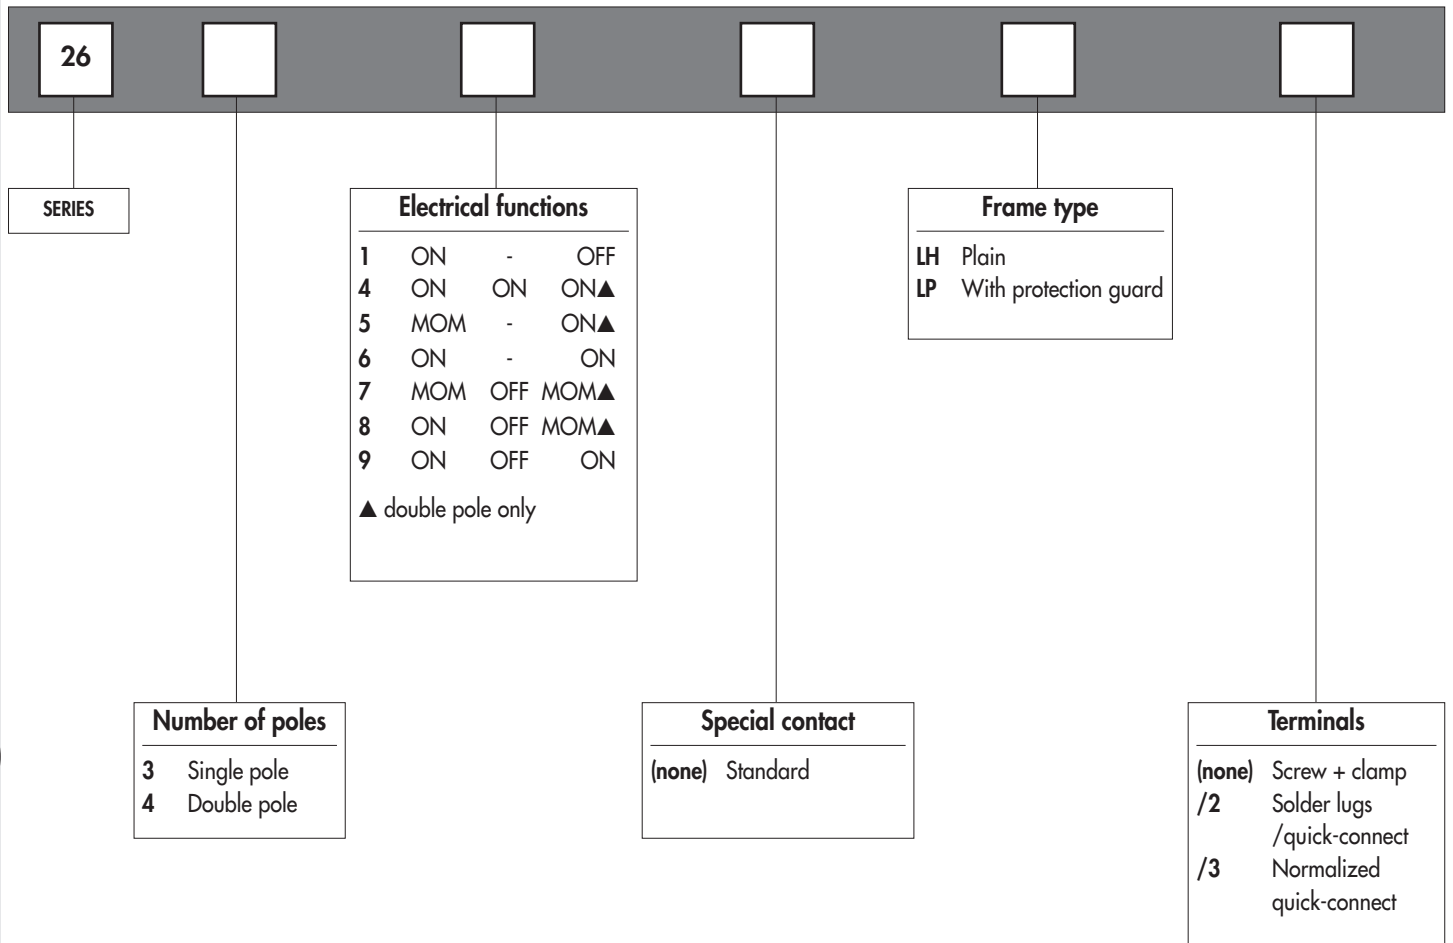 26
SERIES
Electrical functions
1 ON - OFF
4 ON ON ON▲
5 MOM - ON▲
6 ON - ON
7 MOM OFF MOM▲
8 ON OFF MOM▲
9 ON OFF ON
▲ double pole only
Frame type
LH Plain
LP With protection guard
Number of poles
3 Single pole
4 Double pole
Special contact
(none) Standard
Terminals
(none) Screw + clamp
/2 Solder lugs
/quick-connect
/3 Normalized
quick-connect